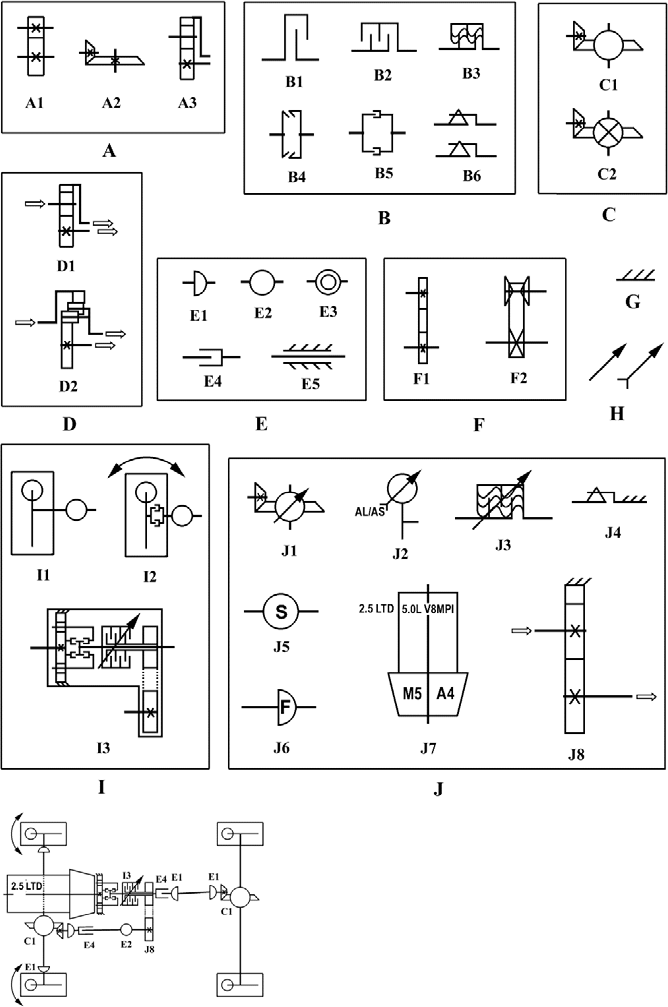 A1 A2 A3
A
B1 B2 B3
B4 B5 B6
B
C1
C2
C
D1
D2
D
E1 E2 E3
E4 E5
E
F1 F2
F
G
H
I1 I2
I3
I
J1 J2 J3 J4
AL/AS
S
J5
F
J6
2.5 LTD 5.0L V8MPI
M5 A4
J7
J8
J
2.5 LTD
I3 E4 E1 E1
C1
C1
E4 E2 J8
E1